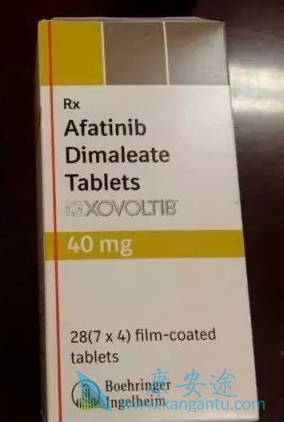 Rx
Afatinib
Dimaleate
Tablets
XOVOLTIB®
40 mg
28(7 x 4) film-coated
tablets
Boehringer
Ingelheim
康安途
www.kangantu.com